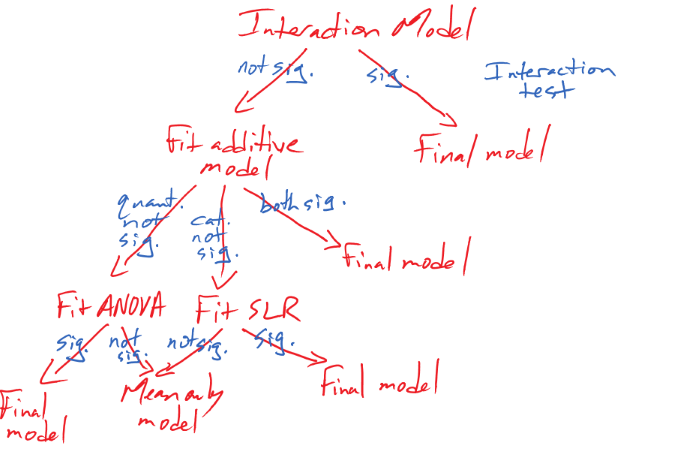 Interaction Model
not sig.
sig.
Interaction
test
Fit additive
model
Final model
quant.
not
sig.
cat.
not
sig.
both sig.
Final model
Fit ANOVA
Fit SLR
sig.
not
sig.
not sig.
sig.
Final
model
Mean only
model
Final model